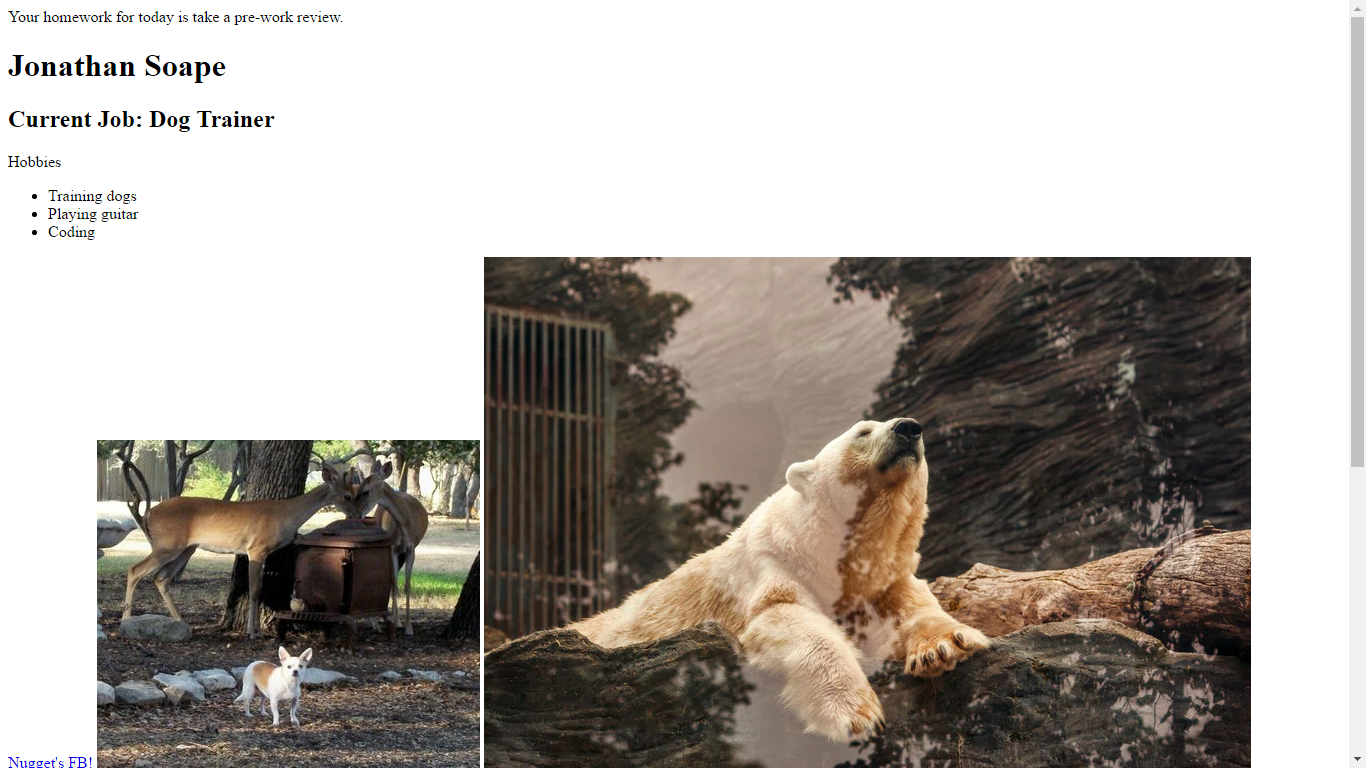 Your homework for today is take a pre-work review.
Jonathan Soape
Current Job: Dog Trainer
Hobbies
Training dogs
Playing guitar
Coding
Nugget's FB!